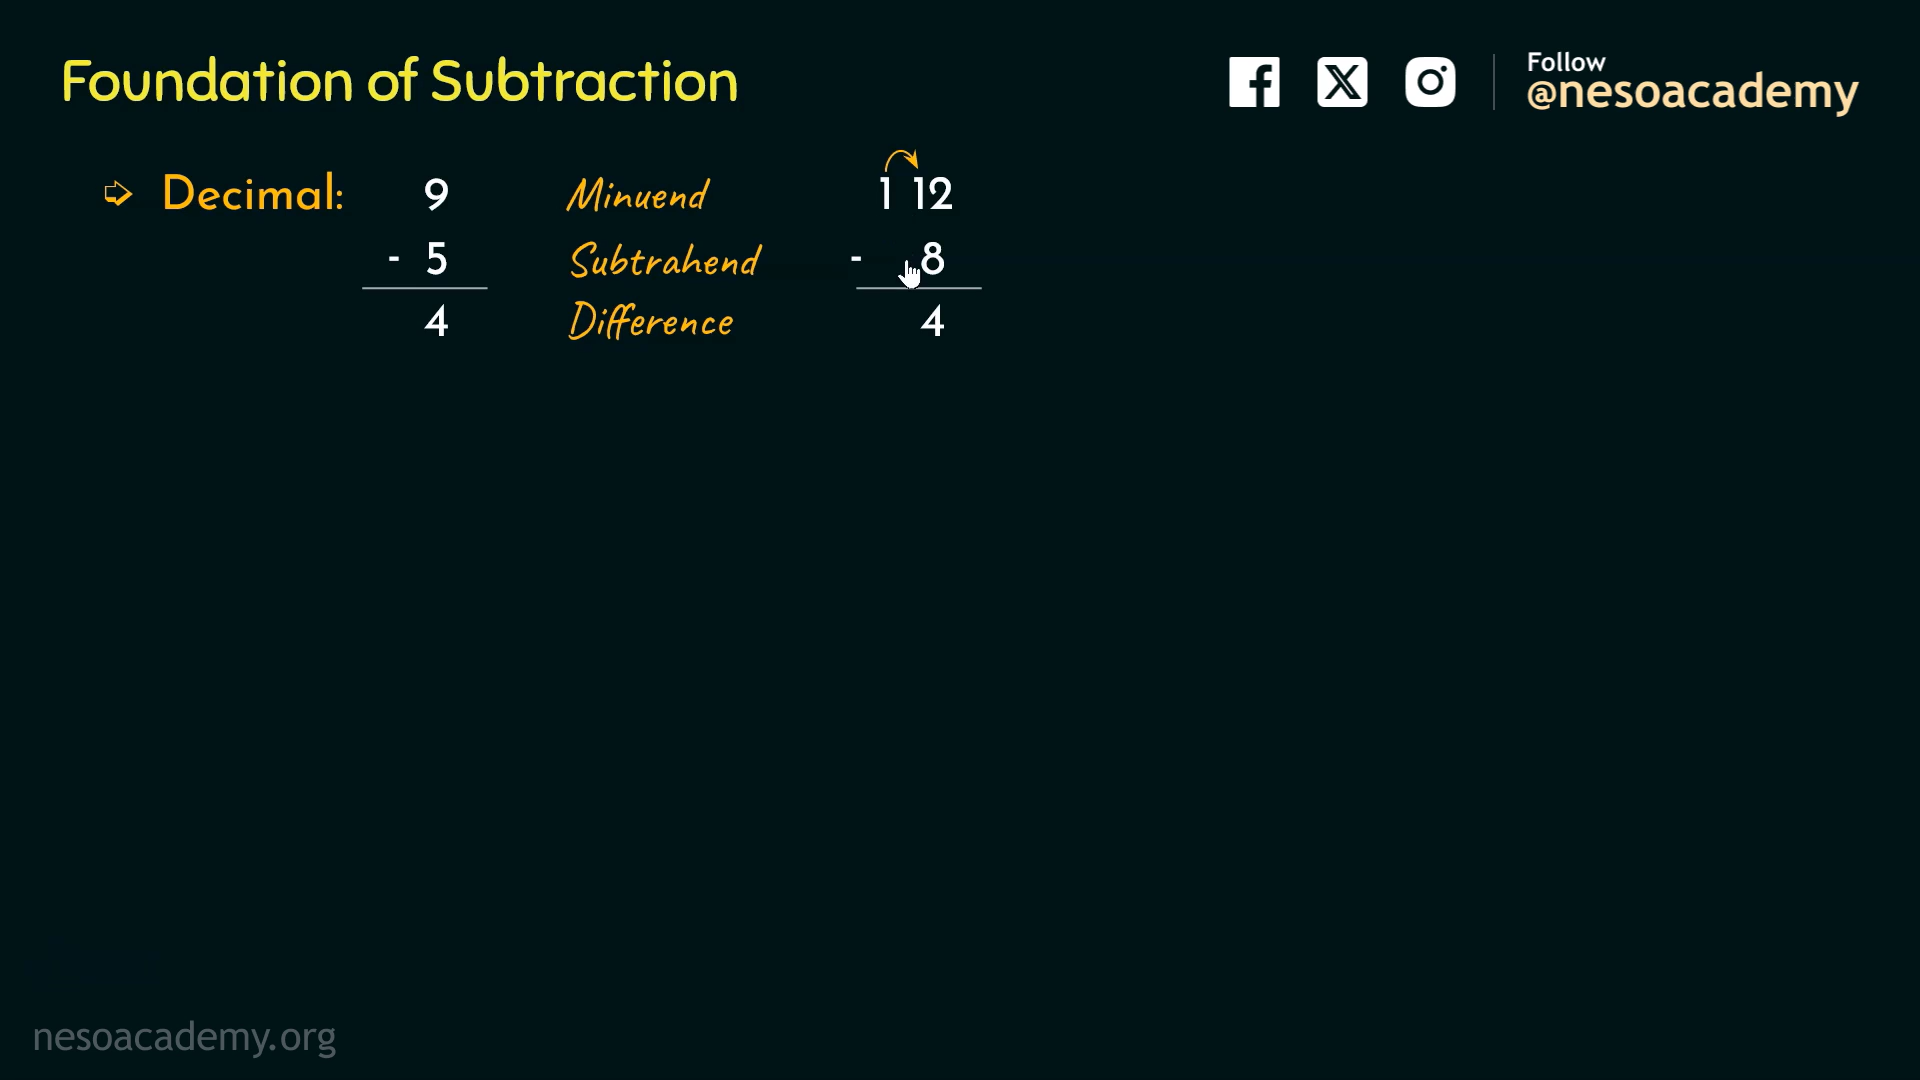 Foundation of Subtraction
Follow
@nesoacademy
➩ Decimal: 9 Minuend 1 12
- 5 Subtrahend - 8
4 Difference 4
nesoacademy.org